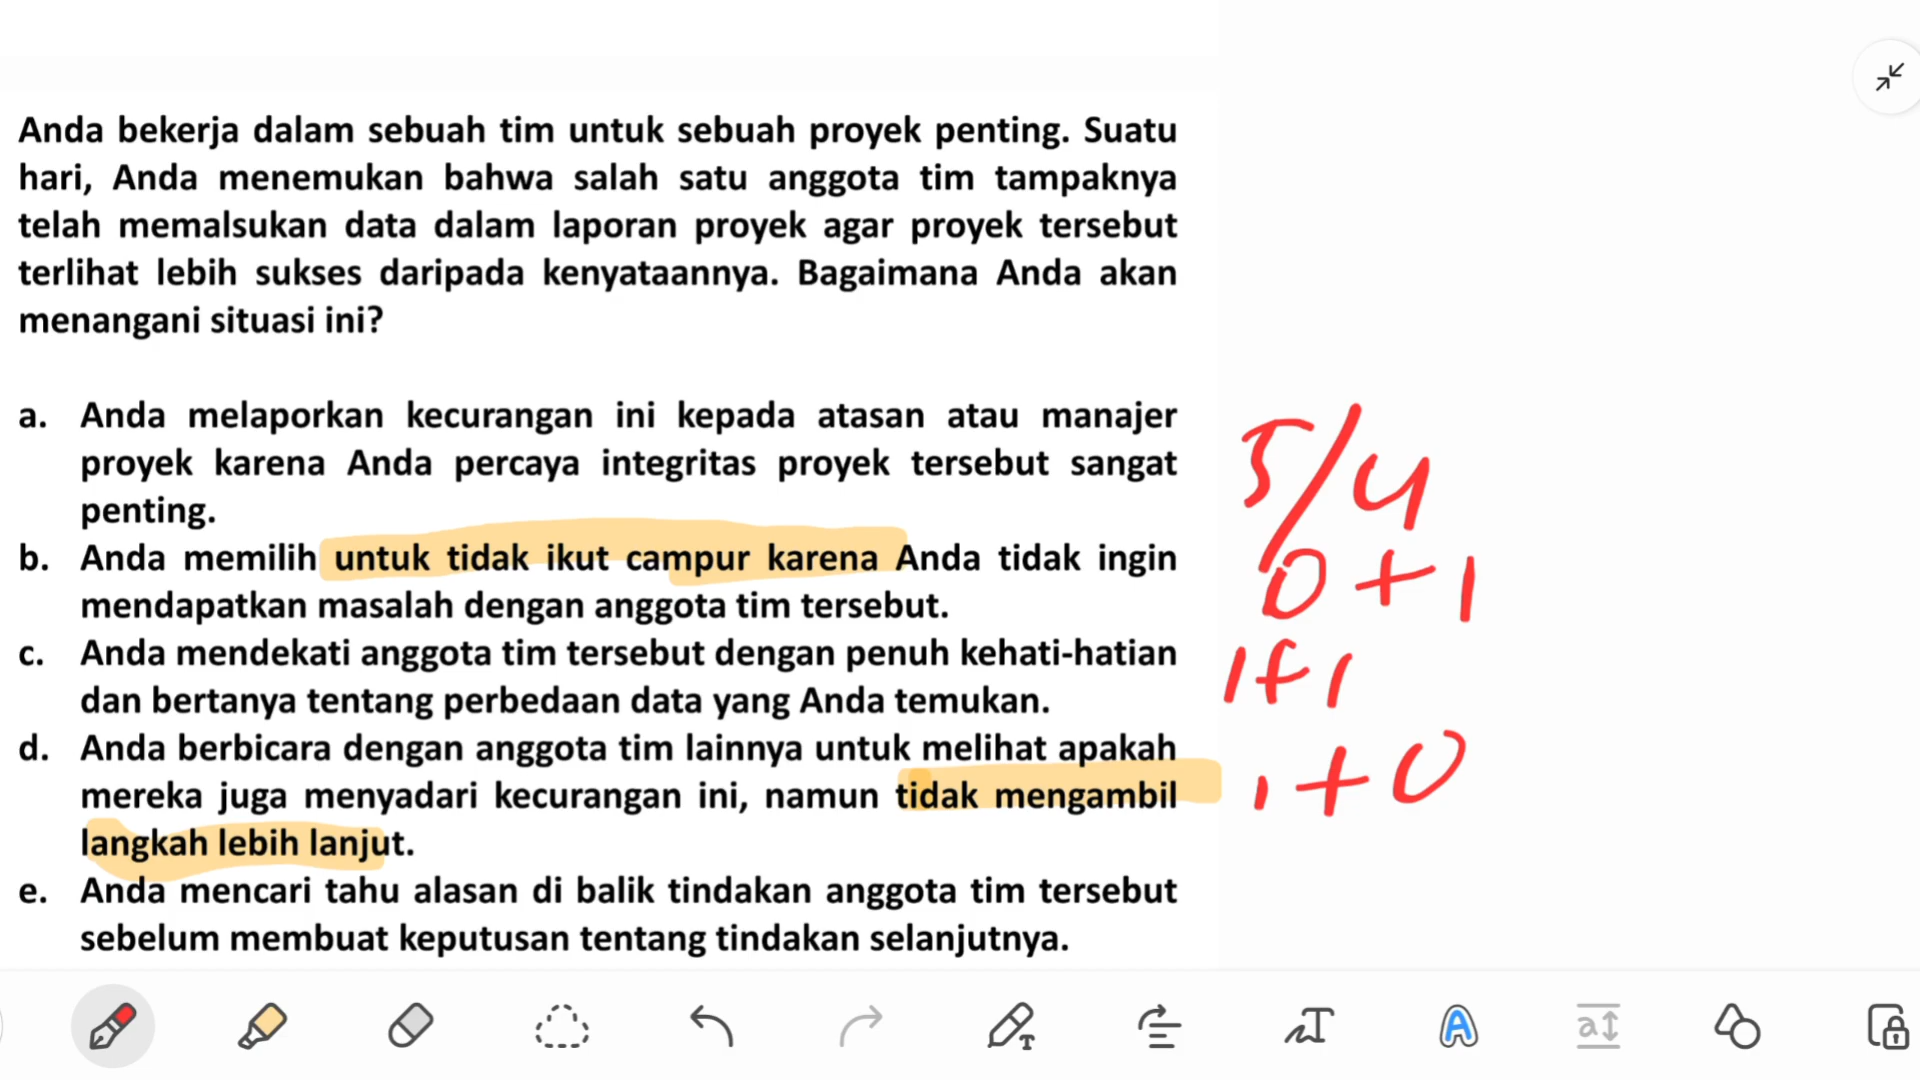 Anda bekerja dalam sebuah tim untuk sebuah proyek penting. Suatu
hari, Anda menemukan bahwa salah satu anggota tim tampaknya
telah memalsukan data dalam laporan proyek agar proyek tersebut
terlihat lebih sukses daripada kenyataannya. Bagaimana Anda akan
menangani situasi ini?
a. Anda melaporkan kecurangan ini kepada atasan atau manajer
proyek karena Anda percaya integritas proyek tersebut sangat
penting.
5/4
b. Anda memilih untuk tidak ikut campur karena Anda tidak ingin
mendapatkan masalah dengan anggota tim tersebut.
0 + 1
c. Anda mendekati anggota tim tersebut dengan penuh kehati-hatian
dan bertanya tentang perbedaan data yang Anda temukan.
1 + 1
d. Anda berbicara dengan anggota tim lainnya untuk melihat apakah
mereka juga menyadari kecurangan ini, namun tidak mengambil
langkah lebih lanjut.
1 + 0
e. Anda mencari tahu alasan di balik tindakan anggota tim tersebut
sebelum membuat keputusan tentang tindakan selanjutnya.
T
T
A
a